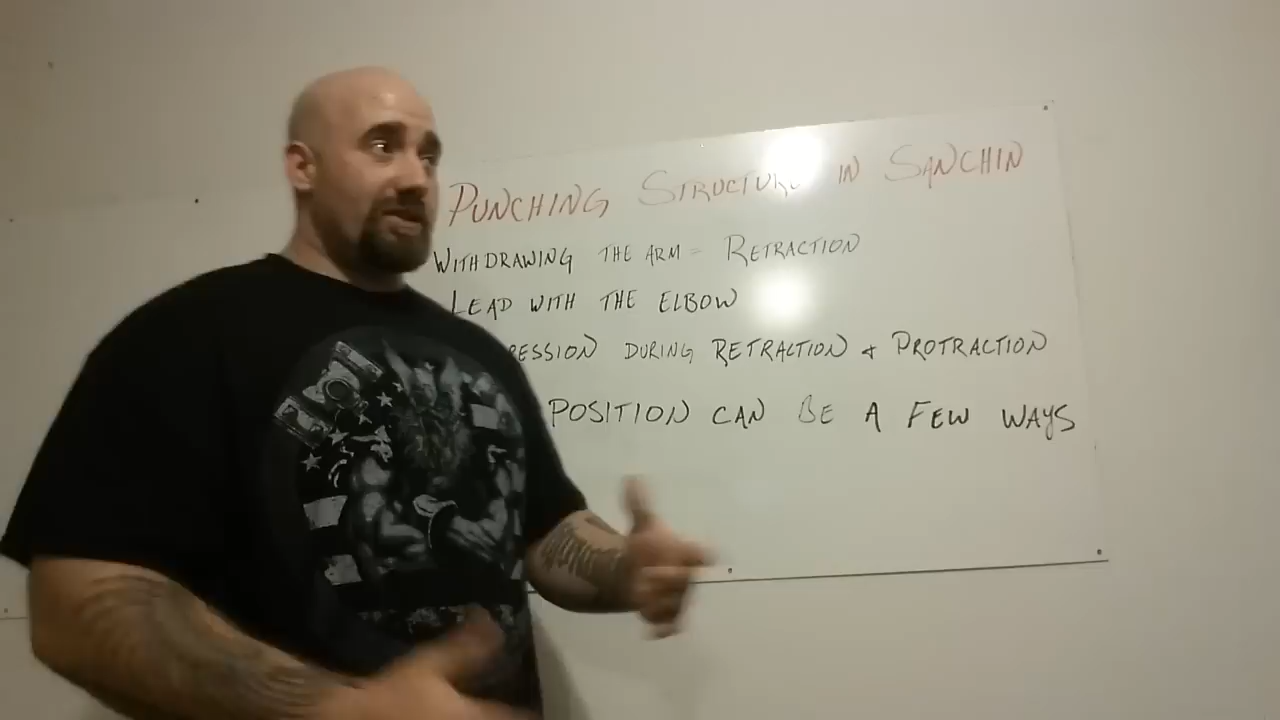 PUNCHING STRUCTURE IN SANCHIN
WITHDRAWING THE ARM = RETRACTION
LEAD WITH THE ELBOW
RESSION DURING RETRACTION & PROTRACTION
POSITION CAN BE A FEW WAYS